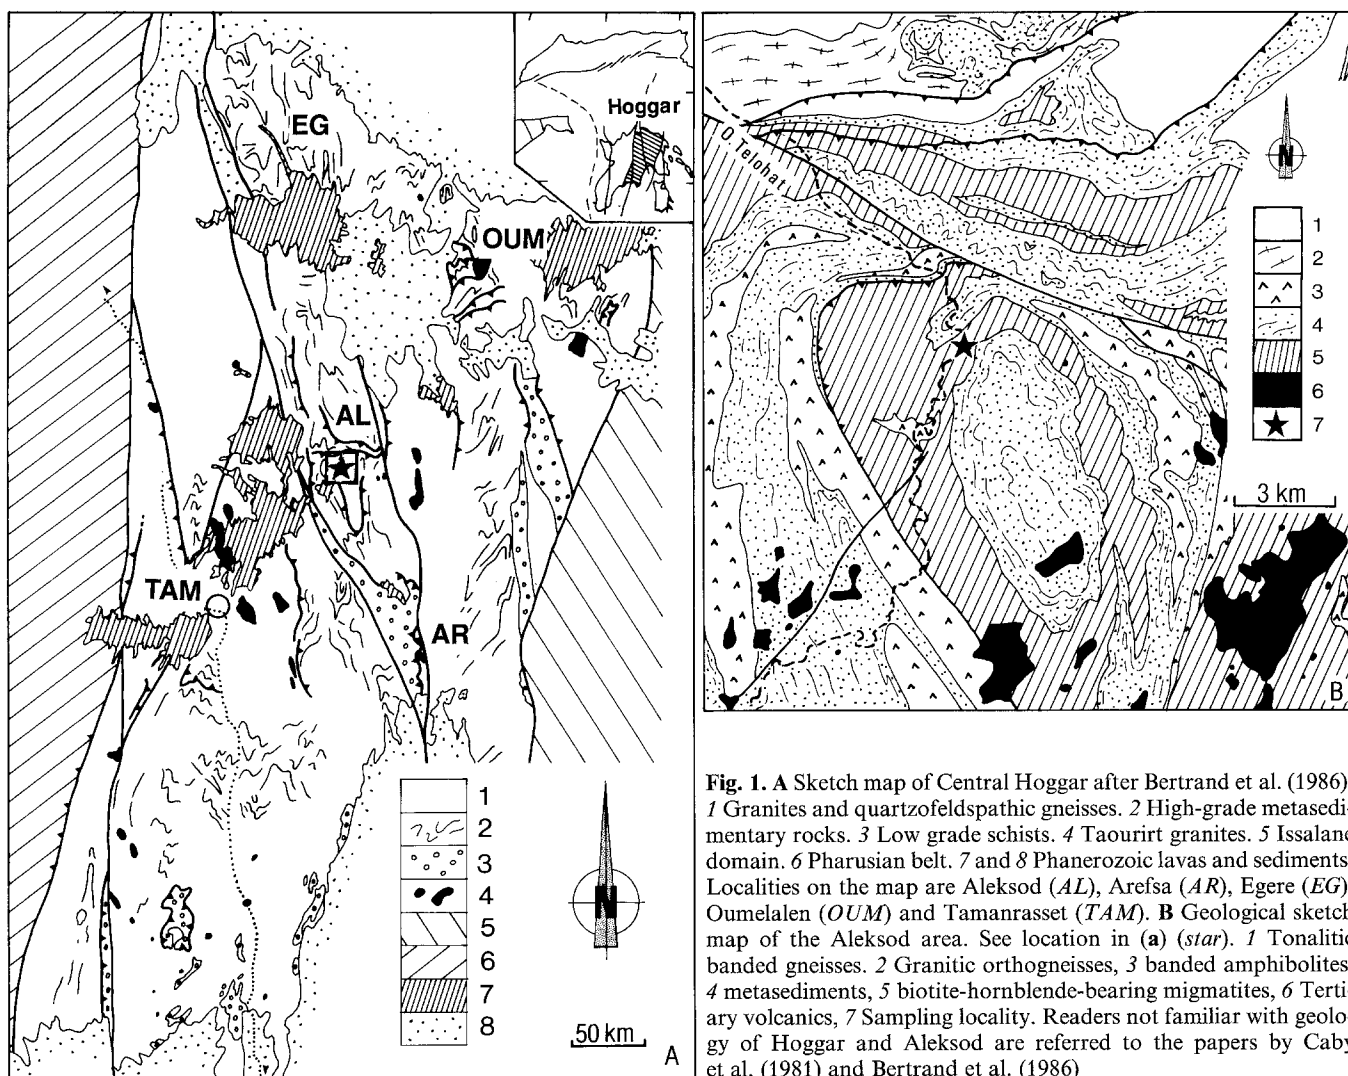 Hoggar
EG
OUM
AL
TAM
AR
1
2
3
4
5
6
7
8
N
50 km
A
O. Telohat
N
1
2
3
4
5
6
7
3 km
B
Fig. 1. A Sketch map of Central Hoggar after Bertrand et al. (1986)
1 Granites and quartzofeldspathic gneisses. 2 High-grade metasedi-
mentary rocks. 3 Low grade schists. 4 Taourirt granites. 5 Issalane
domain. 6 Pharusian belt. 7 and 8 Phanerozoic lavas and sediments
Localities on the map are Aleksod (AL), Arefsa (AR), Egere (EG)
Oumelalen (OUM) and Tamanrasset (TAM). B Geological sketch
map of the Aleksod area. See location in (a) (star). 1 Tonalitic
banded gneisses. 2 Granitic orthogneisses, 3 banded amphibolites
4 metasediments, 5 biotite-hornblende-bearing migmatites, 6 Terti-
ary volcanics, 7 Sampling locality. Readers not familiar with geolo-
gy of Hoggar and Aleksod are referred to the papers by Caby
et al. (1981) and Bertrand et al. (1986)